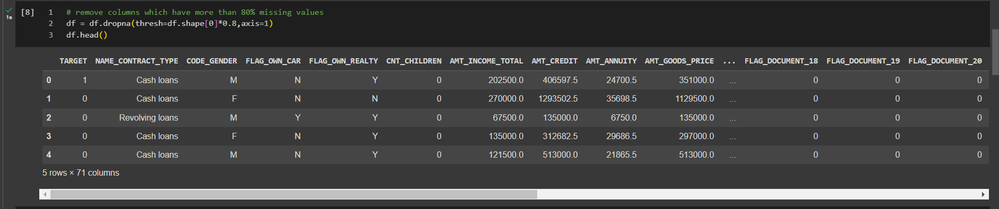 [8] 1 # remove columns which have more than 80% missing values
1s 2 df = df.dropna(thresh=df.shape[0]*0.8,axis=1)
3 df.head()
TARGET NAME_CONTRACT_TYPE CODE_GENDER FLAG_OWN_CAR FLAG_OWN_REALTY CNT_CHILDREN AMT_INCOME_TOTAL AMT_CREDIT AMT_ANNUITY AMT_GOODS_PRICE ... FLAG_DOCUMENT_18 FLAG_DOCUMENT_19 FLAG_DOCUMENT_20
0 1 Cash loans M N Y 0 202500.0 406597.5 24700.5 351000.0 ... 0 0 0
1 0 Cash loans F N N 0 270000.0 1293502.5 35698.5 1129500.0 ... 0 0 0
2 0 Revolving loans M Y Y 0 67500.0 135000.0 6750.0 135000.0 ... 0 0 0
3 0 Cash loans F N Y 0 135000.0 312682.5 29686.5 297000.0 ... 0 0 0
4 0 Cash loans M N Y 0 121500.0 513000.0 21865.5 513000.0 ... 0 0 0
5 rows × 71 columns